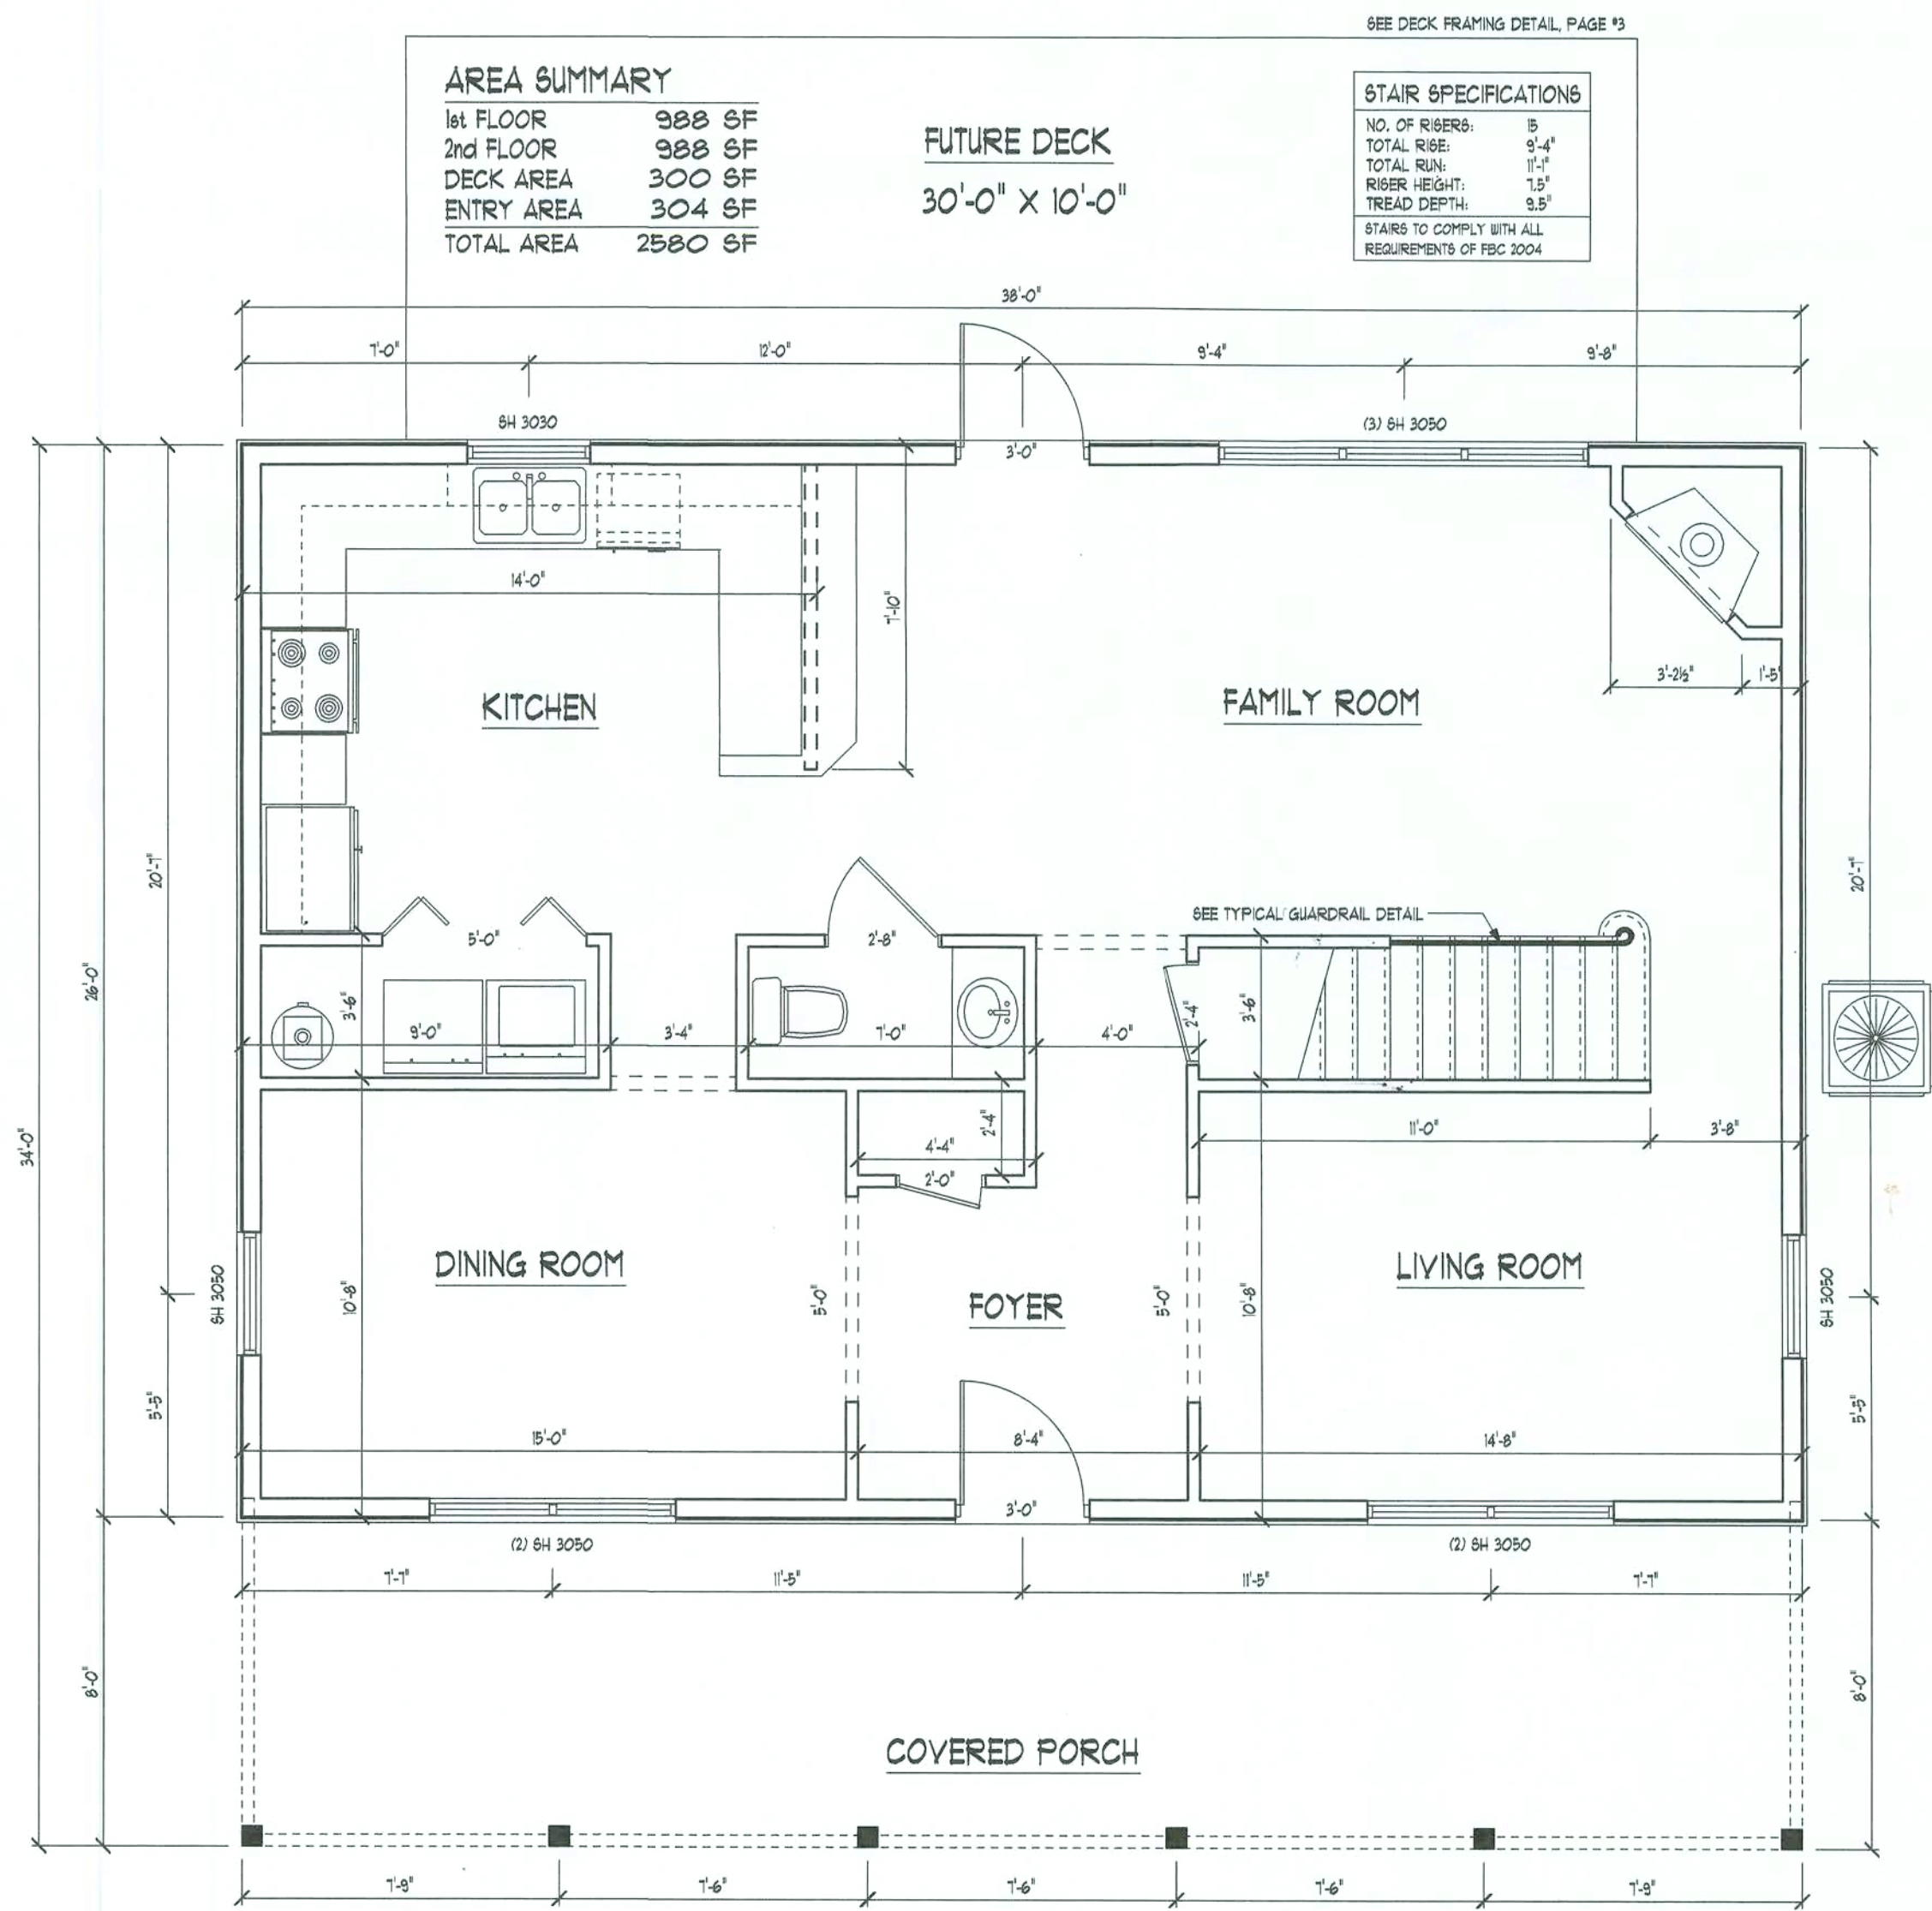 SEE DECK FRAMING DETAIL, PAGE #3
AREA SUMMARY
1st FLOOR 988 SF
2nd FLOOR 988 SF
DECK AREA 300 SF
ENTRY AREA 304 SF
TOTAL AREA 2580 SF
FUTURE DECK
30'-0" X 10'-0"
STAIR SPECIFICATIONS
NO. OF RISERS: 15
TOTAL RISE: 9'-4"
TOTAL RUN: 11'-1"
RISER HEIGHT: 7.5"
TREAD DEPTH: 9.5"
STAIRS TO COMPLY WITH ALL
REQUIREMENTS OF FBC 2004
38'-0"
7'-0" 12'-0" 9'-4" 9'-8"
SH 3030
(3) SH 3050
3'-0"
14'-0"
7'-10"
KITCHEN
FAMILY ROOM
3'-2½" 1'-5"
20'-7"
20'-7"
SEE TYPICAL GUARDRAIL DETAIL
5'-0"
2'-8"
26'-0"
3'-6"
9'-0"
3'-4"
7'-0"
4'-0"
2'-4"
3'-6"
34'-0"
2'-4"
4'-4"
2'-0"
11'-0"
3'-8"
DINING ROOM
LIVING ROOM
FOYER
SH 3050
10'-8"
5'-0"
5'-0"
10'-8"
SH 3050
5'-5"
5'-5"
15'-0"
8'-4"
14'-8"
3'-0"
(2) SH 3050
(2) SH 3050
7'-7" 11'-5" 11'-5" 7'-7"
8'-0"
8'-0"
COVERED PORCH
7'-9" 7'-6" 7'-6" 7'-6" 7'-9"